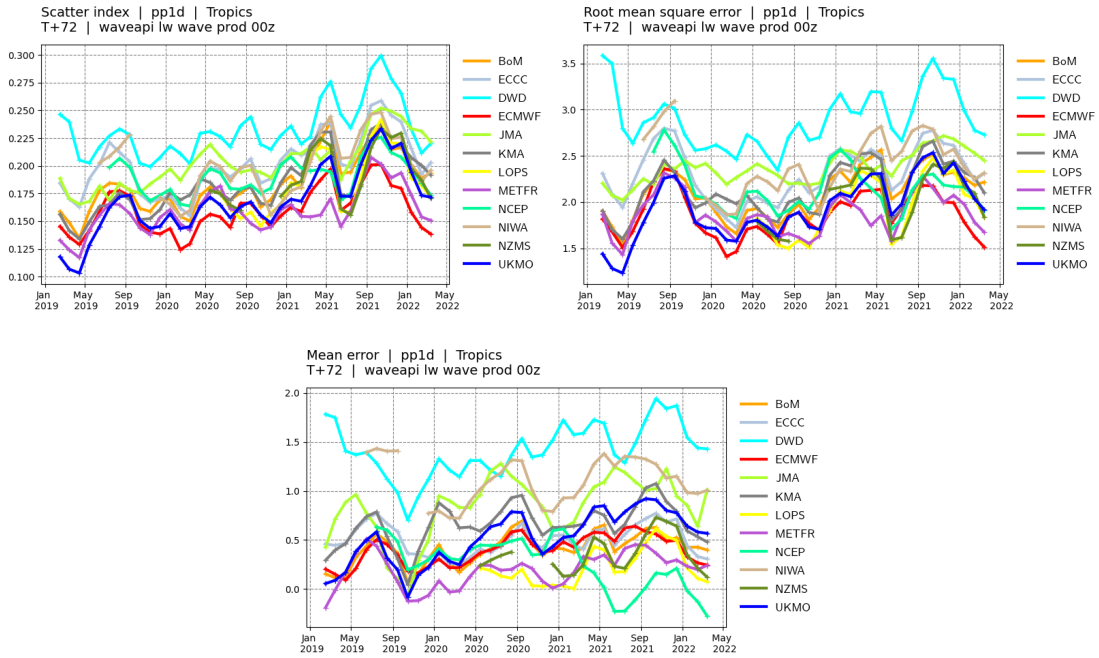 Scatter index | pp1d | Tropics
T+72 | waveapi lw wave prod 00z
0.300
0.275
0.250
0.225
0.200
0.175
0.150
0.125
0.100
Jan May Sep Jan May Sep Jan May Sep Jan May
2019 2019 2019 2020 2020 2020 2021 2021 2021 2022 2022
BoM
ECCC
DWD
ECMWF
JMA
KMA
LOPS
METFR
NCEP
NIWA
NZMS
UKMO
Root mean square error | pp1d | Tropics
T+72 | waveapi lw wave prod 00z
3.5
3.0
2.5
2.0
1.5
Jan May Sep Jan May Sep Jan May Sep Jan May
2019 2019 2019 2020 2020 2020 2021 2021 2021 2022 2022
BoM
ECCC
DWD
ECMWF
JMA
KMA
LOPS
METFR
NCEP
NIWA
NZMS
UKMO
Mean error | pp1d | Tropics
T+72 | waveapi lw wave prod 00z
2.0
1.5
1.0
0.5
0.0
Jan May Sep Jan May Sep Jan May Sep Jan May
2019 2019 2019 2020 2020 2020 2021 2021 2021 2022 2022
BoM
ECCC
DWD
ECMWF
JMA
KMA
LOPS
METFR
NCEP
NIWA
NZMS
UKMO